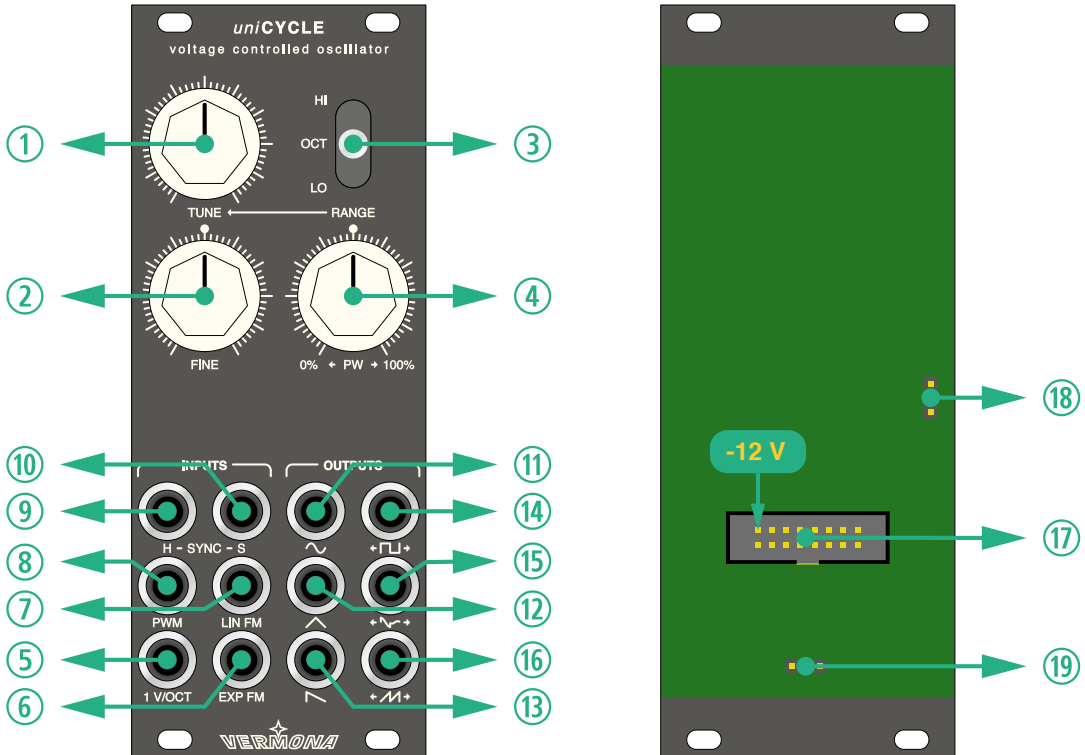 uniCYCLE
voltage controlled oscillator
HI
① OCT ③
LO
TUNE RANGE
② ④
FINE 0% PW 100%
⑱
-12 V
INPUTS OUTPUTS
⑩ ⑪
⑨ ⑭
⑰
H - SYNC - S
⑧ ⑮
⑦ ⑫
PWM LIN FM
⑤ ⑯
⑥ ⑬
1 V/OCT EXP FM
⑲
VERMONA